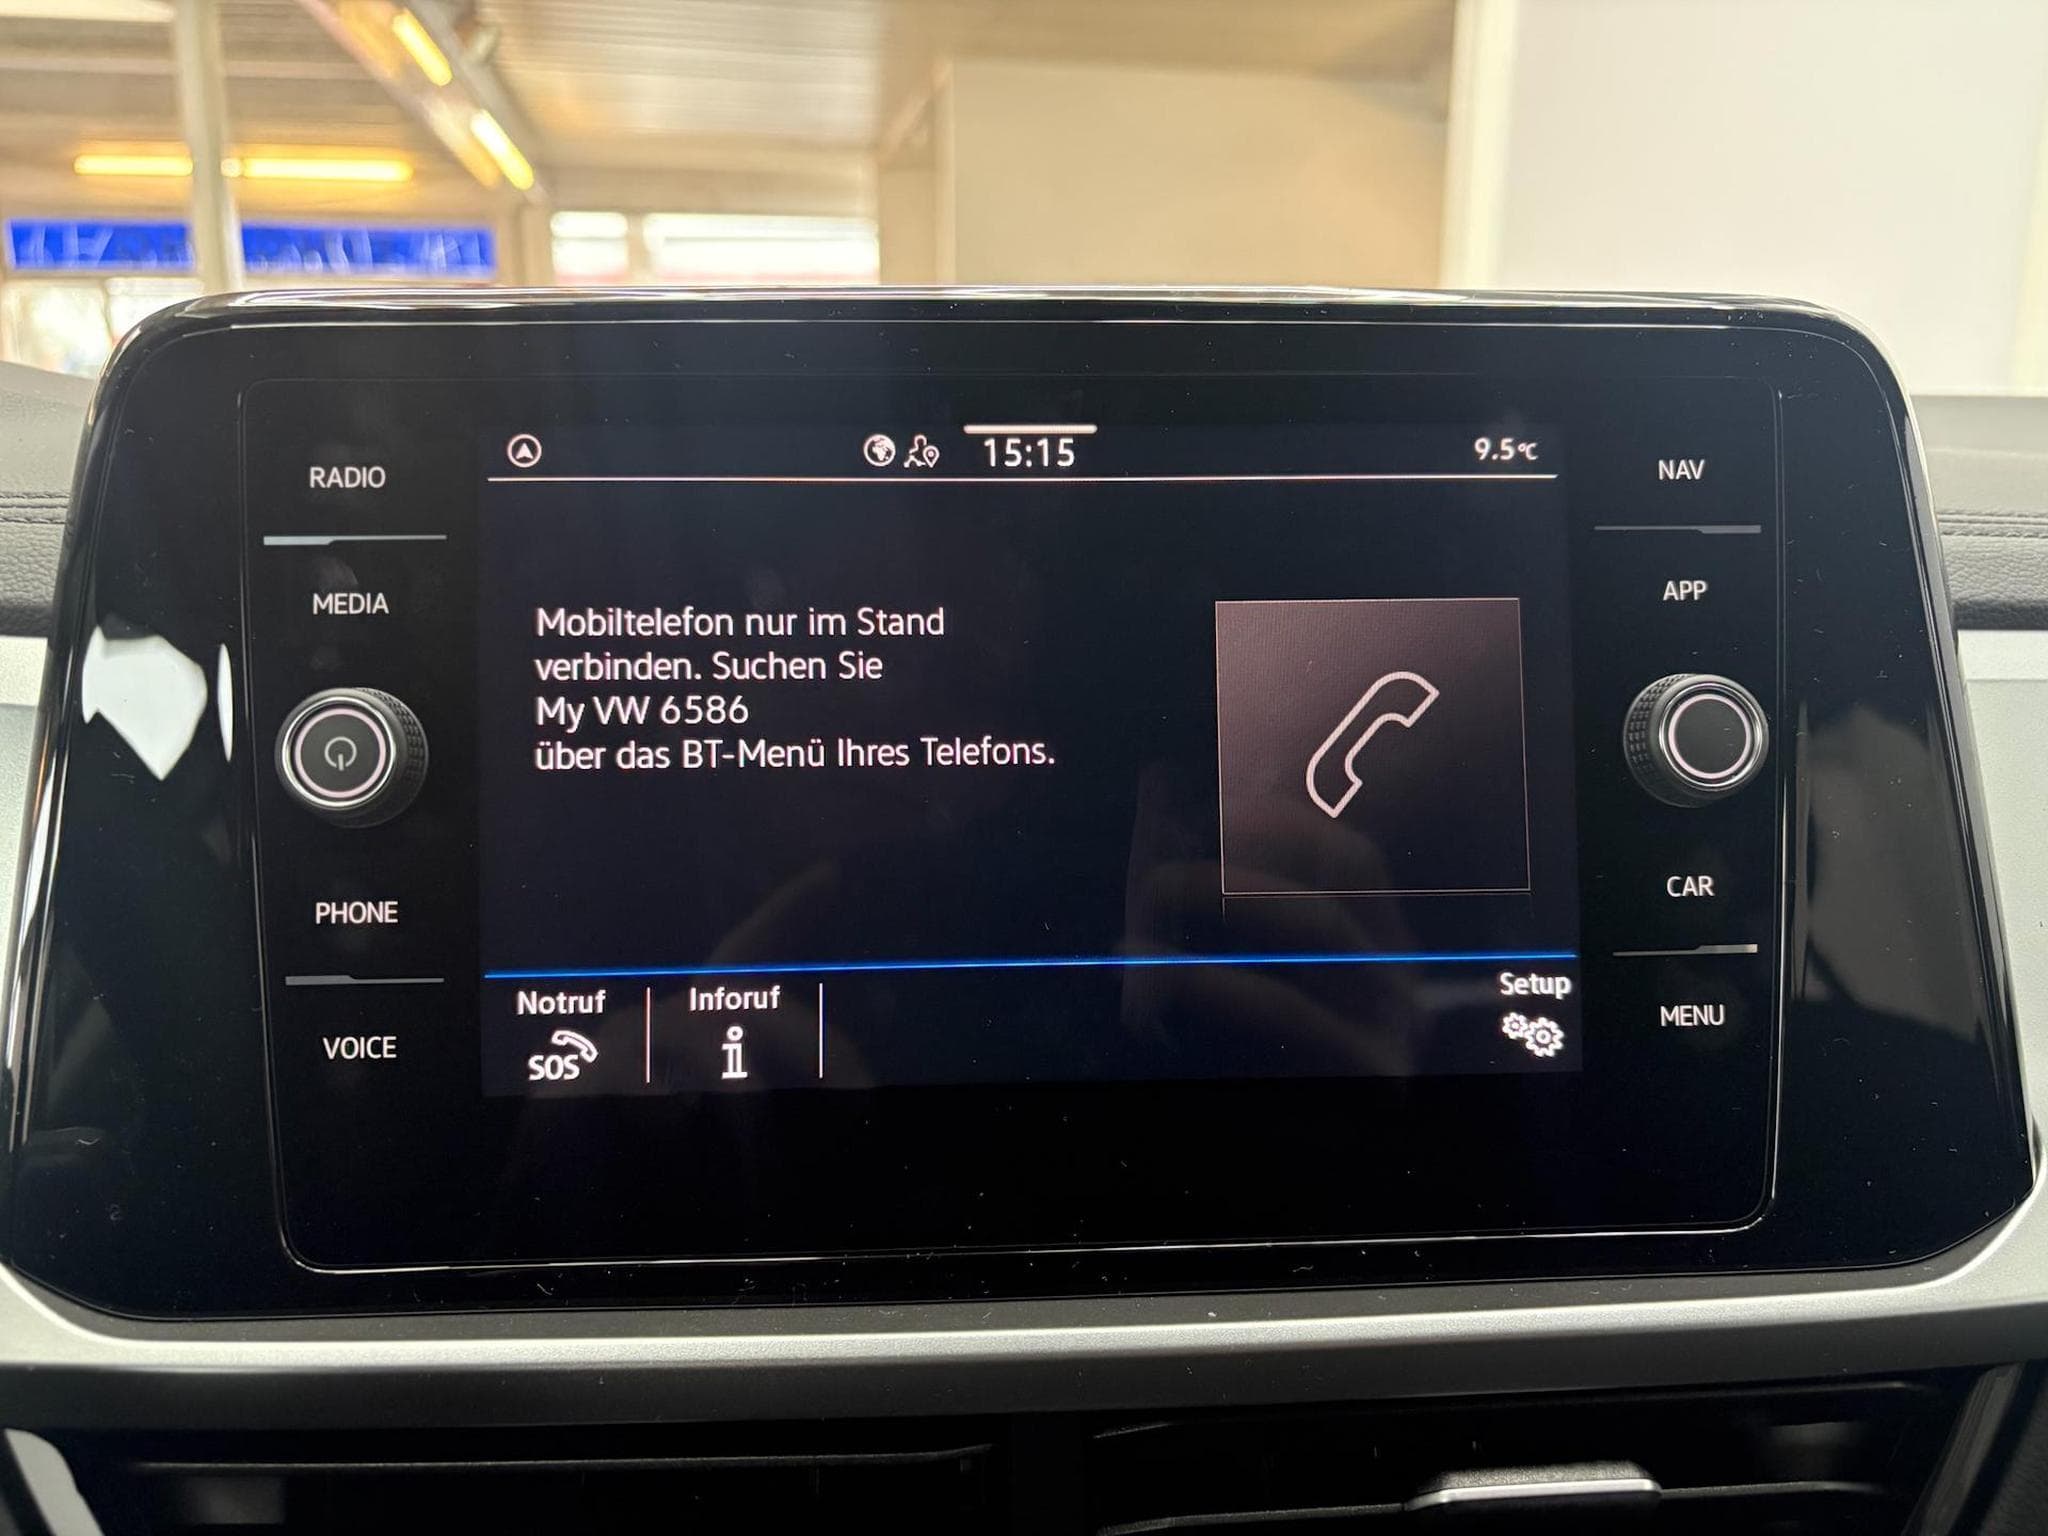 15:15
9.5°C
RADIO
MEDIA
PHONE
VOICE
Mobiltelefon nur im Stand
verbinden. Suchen Sie
My VW 6586
über das BT-Menü Ihres Telefons.
Notruf
SOS
Inforuf
Setup
NAV
APP
CAR
MENU